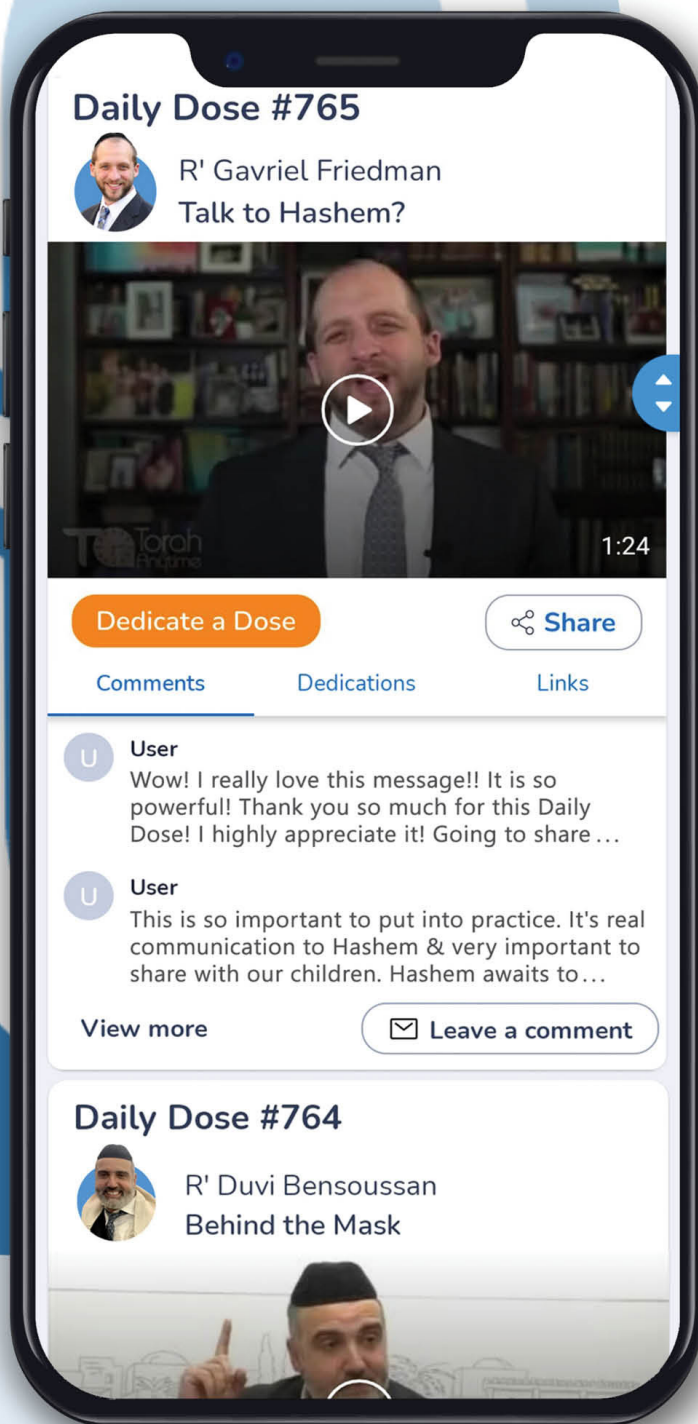 Daily Dose #765
R' Gavriel Friedman
Talk to Hashem?
Torah
Anytime
1:24
Dedicate a Dose
Share
Comments
Dedications
Links
U
User
Wow! I really love this message!! It is so
powerful! Thank you so much for this Daily
Dose! I highly appreciate it! Going to share ...
U
User
This is so important to put into practice. It's real
communication to Hashem & very important to
share with our children. Hashem awaits to...
View more
Leave a comment
Daily Dose #764
R' Duvi Bensoussan
Behind the Mask